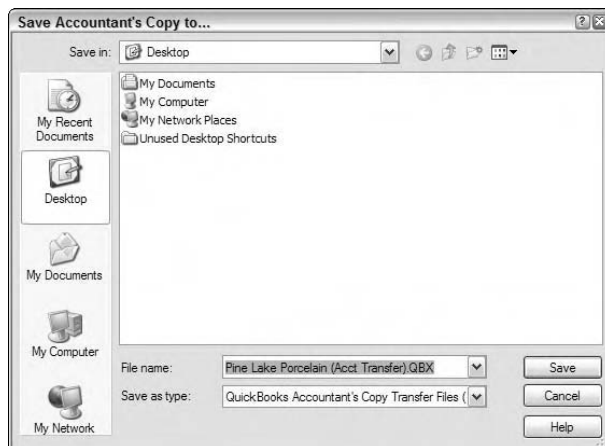 Save Accountant's Copy to...
Save in:
Desktop
My Recent
Documents
Desktop
My Documents
My Computer
My Network
My Documents
My Computer
My Network Places
Unused Desktop Shortcuts
File name:
Pine Lake Porcelain (Acct Transfer).QBX
Save
Save as type:
QuickBooks Accountant's Copy Transfer Files (
Cancel
Help